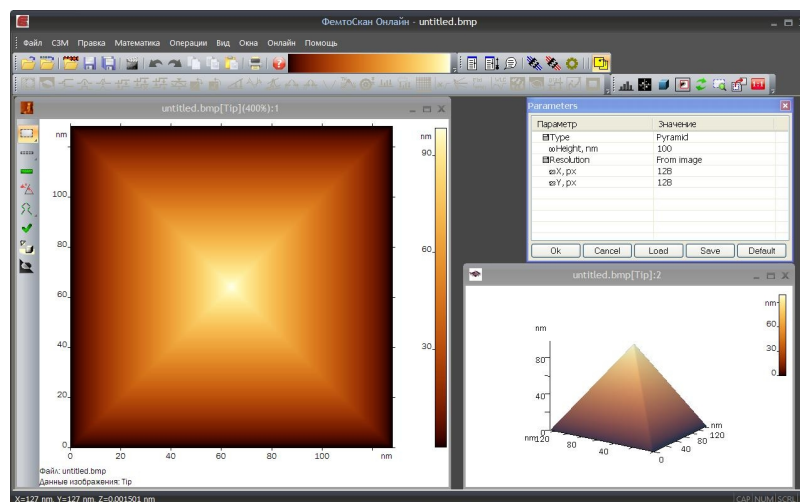 ФемтоСкан Онлайн - untitled.bmp
Файл СЗМ Правка Математика Операции Вид Окна Онлайн Помощь
untitled.bmp[Tip](400%):1
nm
100
80
60
40
20
0
0 20 40 60 80 100 nm
nm
90
60
30
Файл: untitled.bmp
Данные изображения: Tip
Parameters
Параметр Значение
Type Pyramid
Height, nm 100
Resolution From image
X, px 128
Y, px 128
Ok Cancel Load Save Default
untitled.bmp[Tip]:2
nm
80
40
0
nm 120 80 40 0
40 80 120 nm
nm
60
30
0
X=127 nm, Y=127 nm, Z=0,001501 nm
CAP NUM SCRL